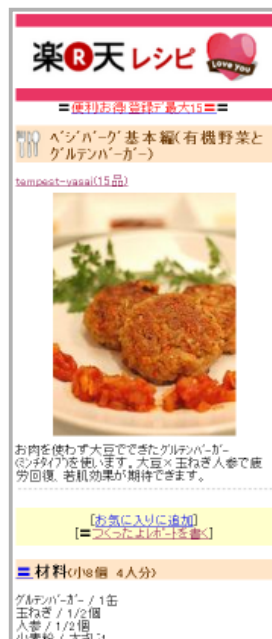 楽R天レシピ Love you
〓便利お得登録ﾃﾞ最大15〓〓
ﾍﾞｼﾞﾊﾞｰｸﾞ基本編(有機野菜と
ｸﾞﾙﾃﾝﾊﾞｰｶﾞｰ)
tempest-yasai(15品)
お肉を使わず大豆でできたｸﾞﾙﾃﾝﾊﾞｰｶﾞｰ
(ﾐﾝﾁﾀｲﾌﾟ)を使います。大豆×玉ねぎ人参で疲
労回復、若肌効果が期待できます。
[お気に入りに追加]
[〓つくったよﾚﾎﾟｰﾄを書く]
〓材料(小8個 4人分)
ｸﾞﾙﾃﾝﾊﾞｰｶﾞｰ / 1缶
玉ねぎ / 1/2個
人参 / 1/2個